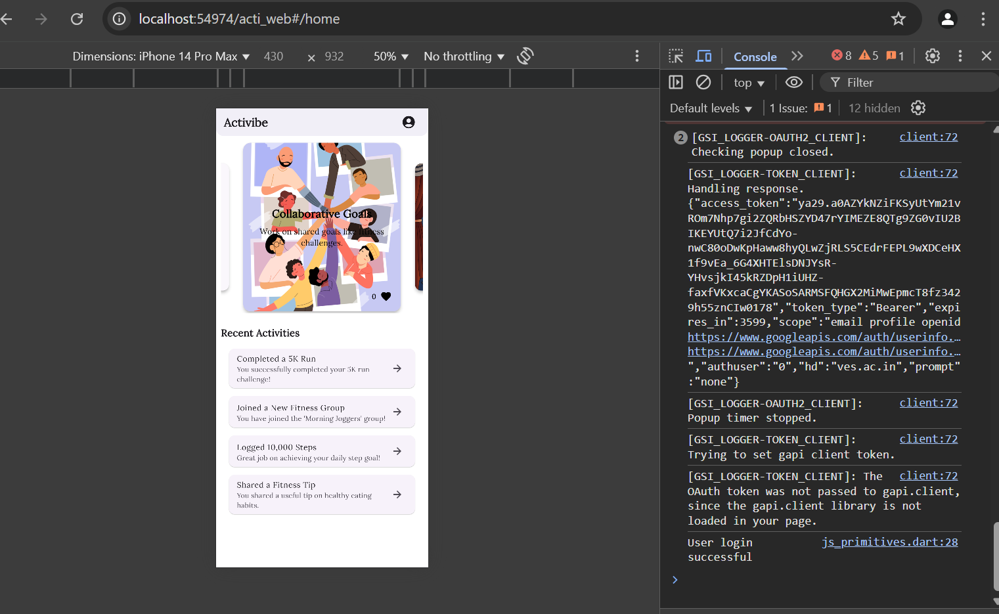 localhost:54974/acti_web#/home
Dimensions: iPhone 14 Pro Max ▼ 430 × 932 50% ▼ No throttling ▼
Console 8 5 1
top ▼ Filter
Default levels ▼ 1 Issue: 1 12 hidden
Activibe
Collaborative Goals
Work on shared goals like fitness
challenges.
0
Recent Activities
Completed a 5K Run
You successfully completed your 5K run
challenge!
Joined a New Fitness Group
You have joined the 'Morning Joggers' group!
Logged 10,000 Steps
Great job on achieving your daily step goal!
Shared a Fitness Tip
You shared a useful tip on healthy eating
habits.
2 [GSI_LOGGER-OAUTH2_CLIENT]: client:72
Checking popup closed.
[GSI_LOGGER-TOKEN_CLIENT]: client:72
Handling response.
{"access_token":"ya29.a0AZYkNZiFKSyUtYm21v
ROm7Nhp7gi2ZQRbHSZYD47rYIMEZE8QTg9ZG0vIU2B
IKEYUtQ7i2JfCdYo-
nwC80oDwKpHaww8hyQLwZjRLS5CEdrFEPL9wXDCeHX
1f9vEa_6G4XHTElsDNJYsR-
YHvsjkI45kRZDpH1iUHZ-
faxfVKxcaCgYKASoSARMSFQHGX2MiMwEpmcT8fz342
9h55znCIw0178","token_type":"Bearer","expi
res_in":3599,"scope":"email profile openid
https://www.googleapis.com/auth/userinfo.…
https://www.googleapis.com/auth/userinfo.…
","authuser":"0","hd":"ves.ac.in","prompt"
:"none"}
[GSI_LOGGER-OAUTH2_CLIENT]: client:72
Popup timer stopped.
[GSI_LOGGER-TOKEN_CLIENT]: client:72
Trying to set gapi client token.
[GSI_LOGGER-TOKEN_CLIENT]: The client:72
OAuth token was not passed to gapi.client,
since the gapi.client library is not
loaded in your page.
User login js_primitives.dart:28
successful